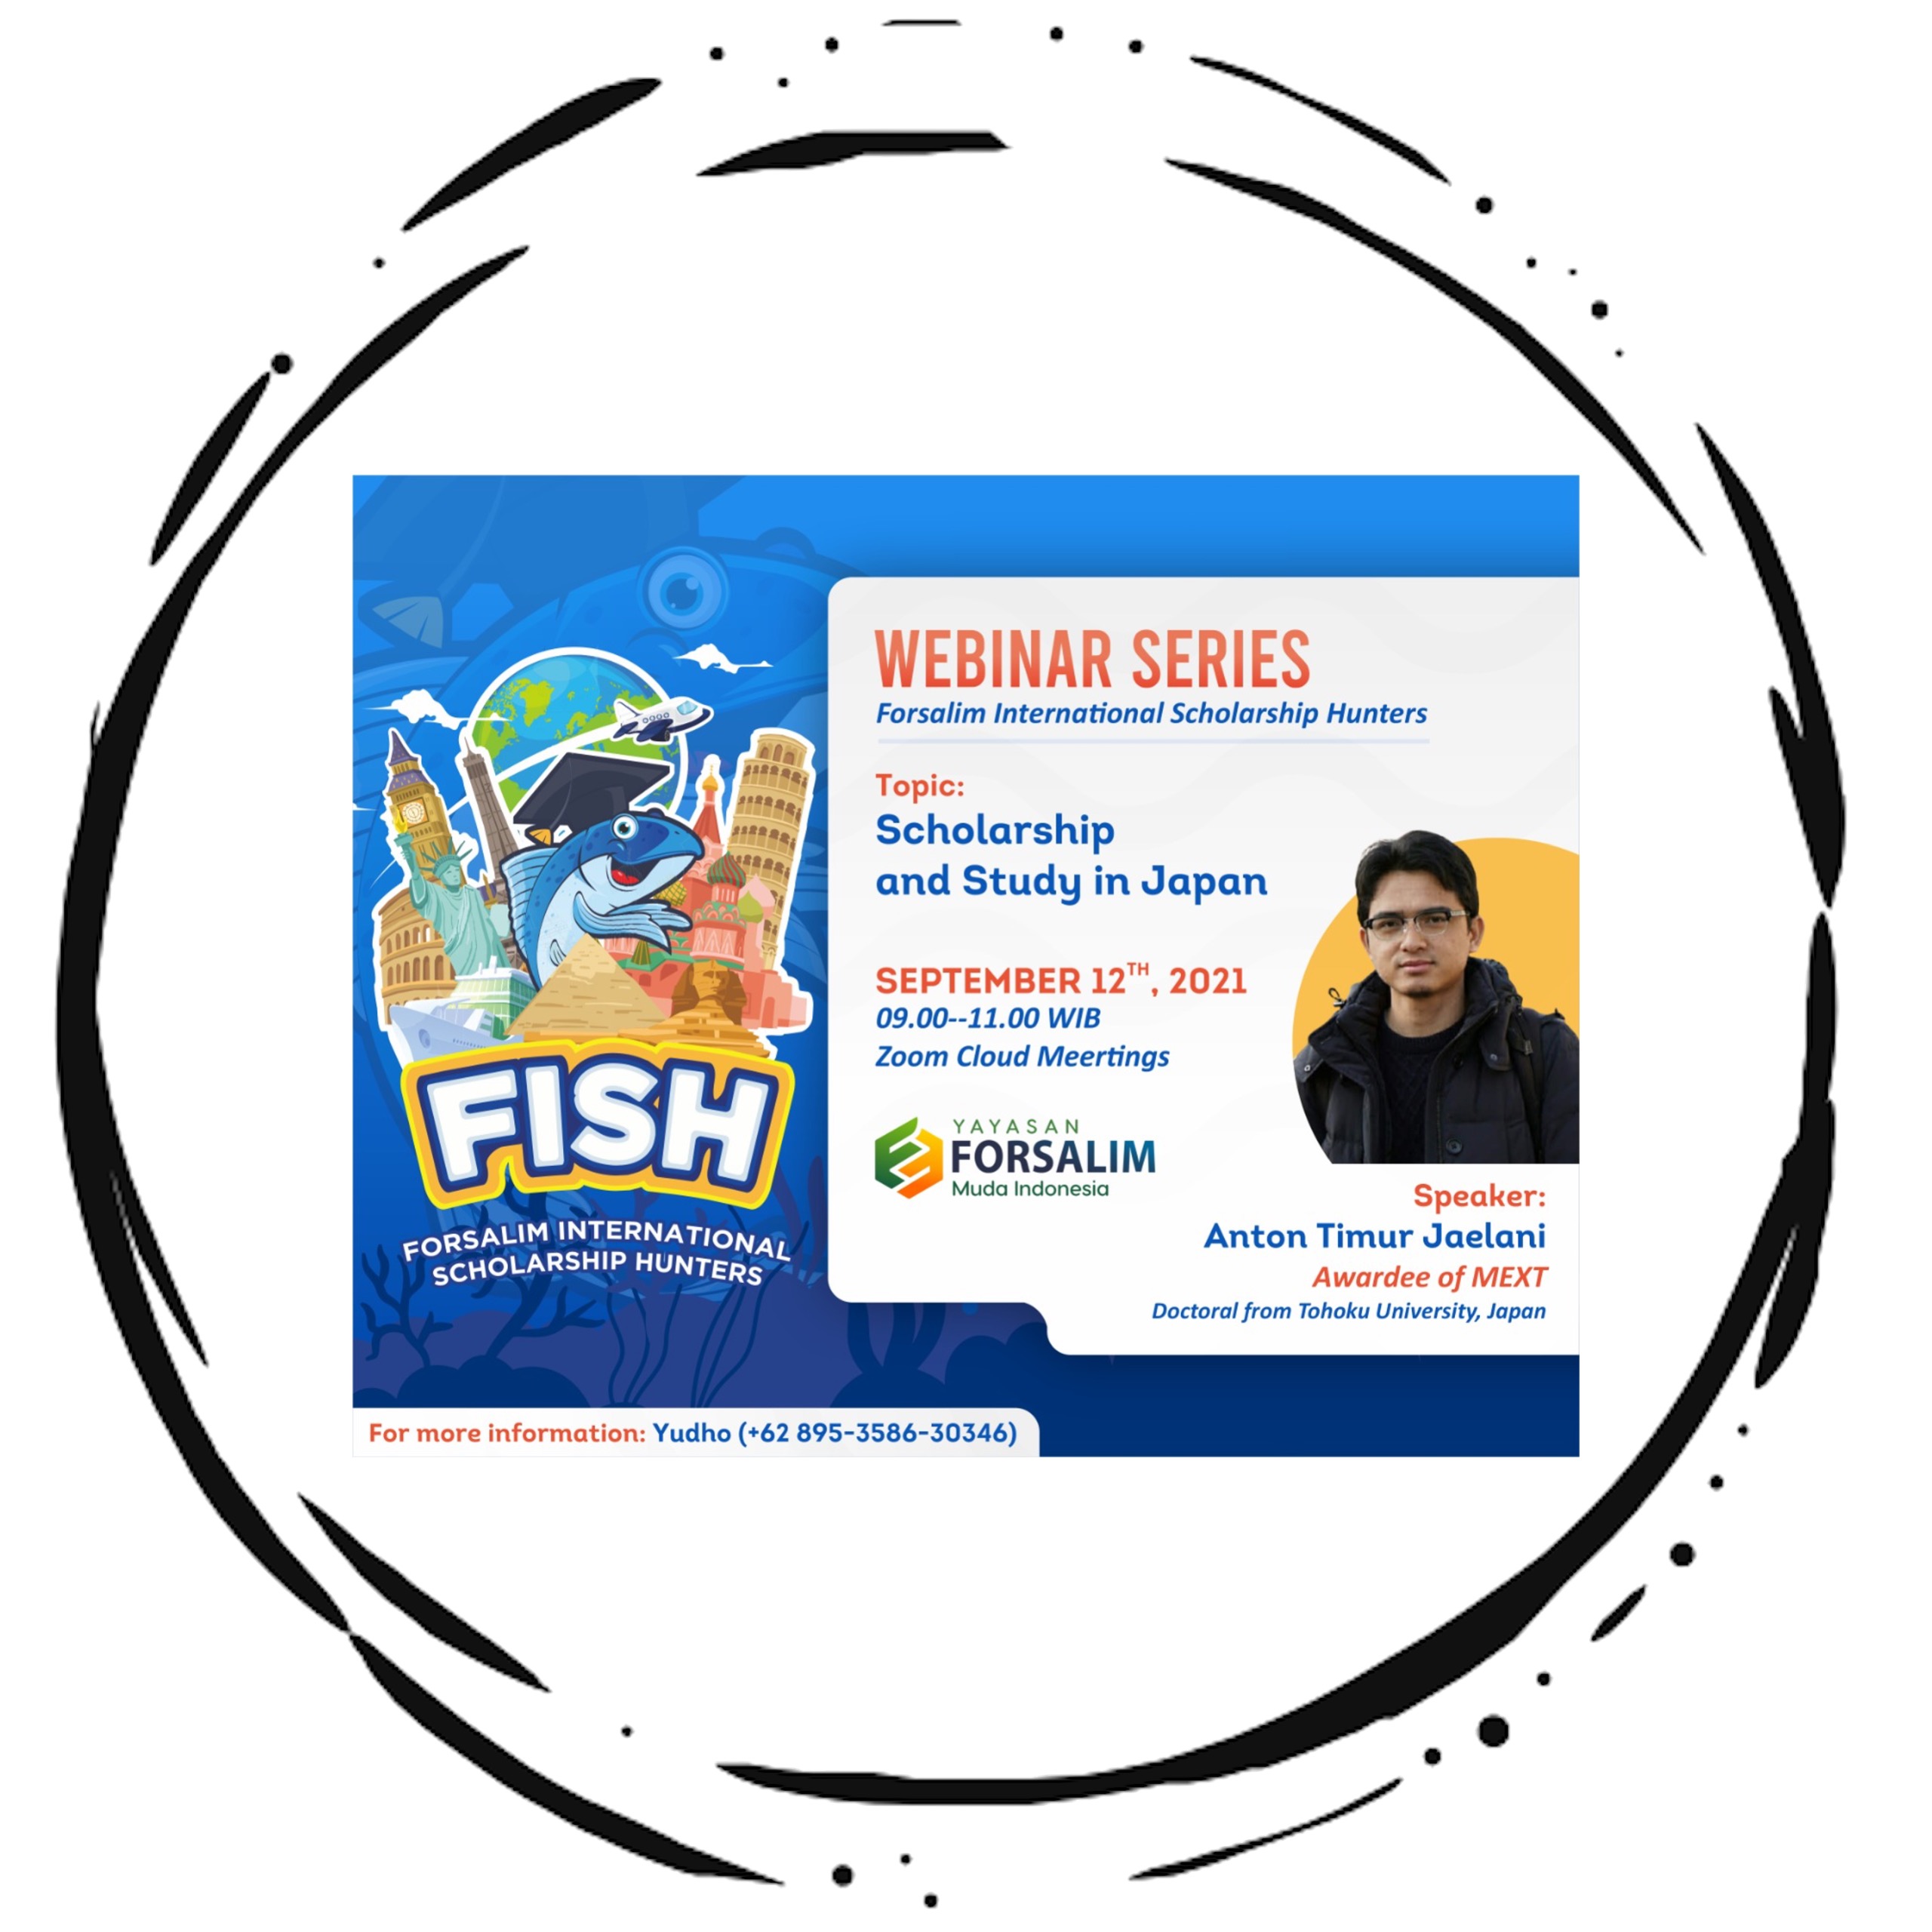 WEBINAR SERIES
Forsalim International Scholarship Hunters
Topic:
Scholarship
and Study in Japan
SEPTEMBER 12TH, 2021
09.00--11.00 WIB
Zoom Cloud Meertings
YAYASAN
FORSALIM
Muda Indonesia
Speaker:
Anton Timur Jaelani
Awardee of MEXT
Doctoral from Tohoku University, Japan
FISH
FORSALIM INTERNATIONAL
SCHOLARSHIP HUNTERS
For more information: Yudho (+62 895-3586-30346)